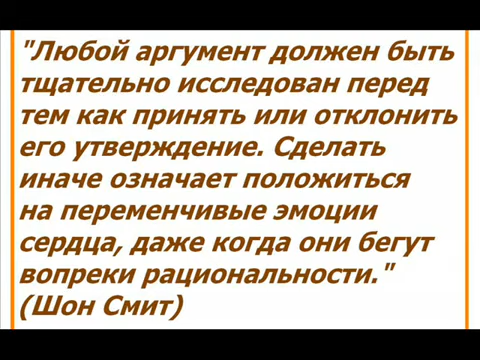 "Любой аргумент должен быть
тщательно исследован перед
тем как принять или отклонить
его утверждение. Сделать
иначе означает положиться
на переменчивые эмоции
сердца, даже когда они бегут
вопреки рациональности."
(Шон Смит)